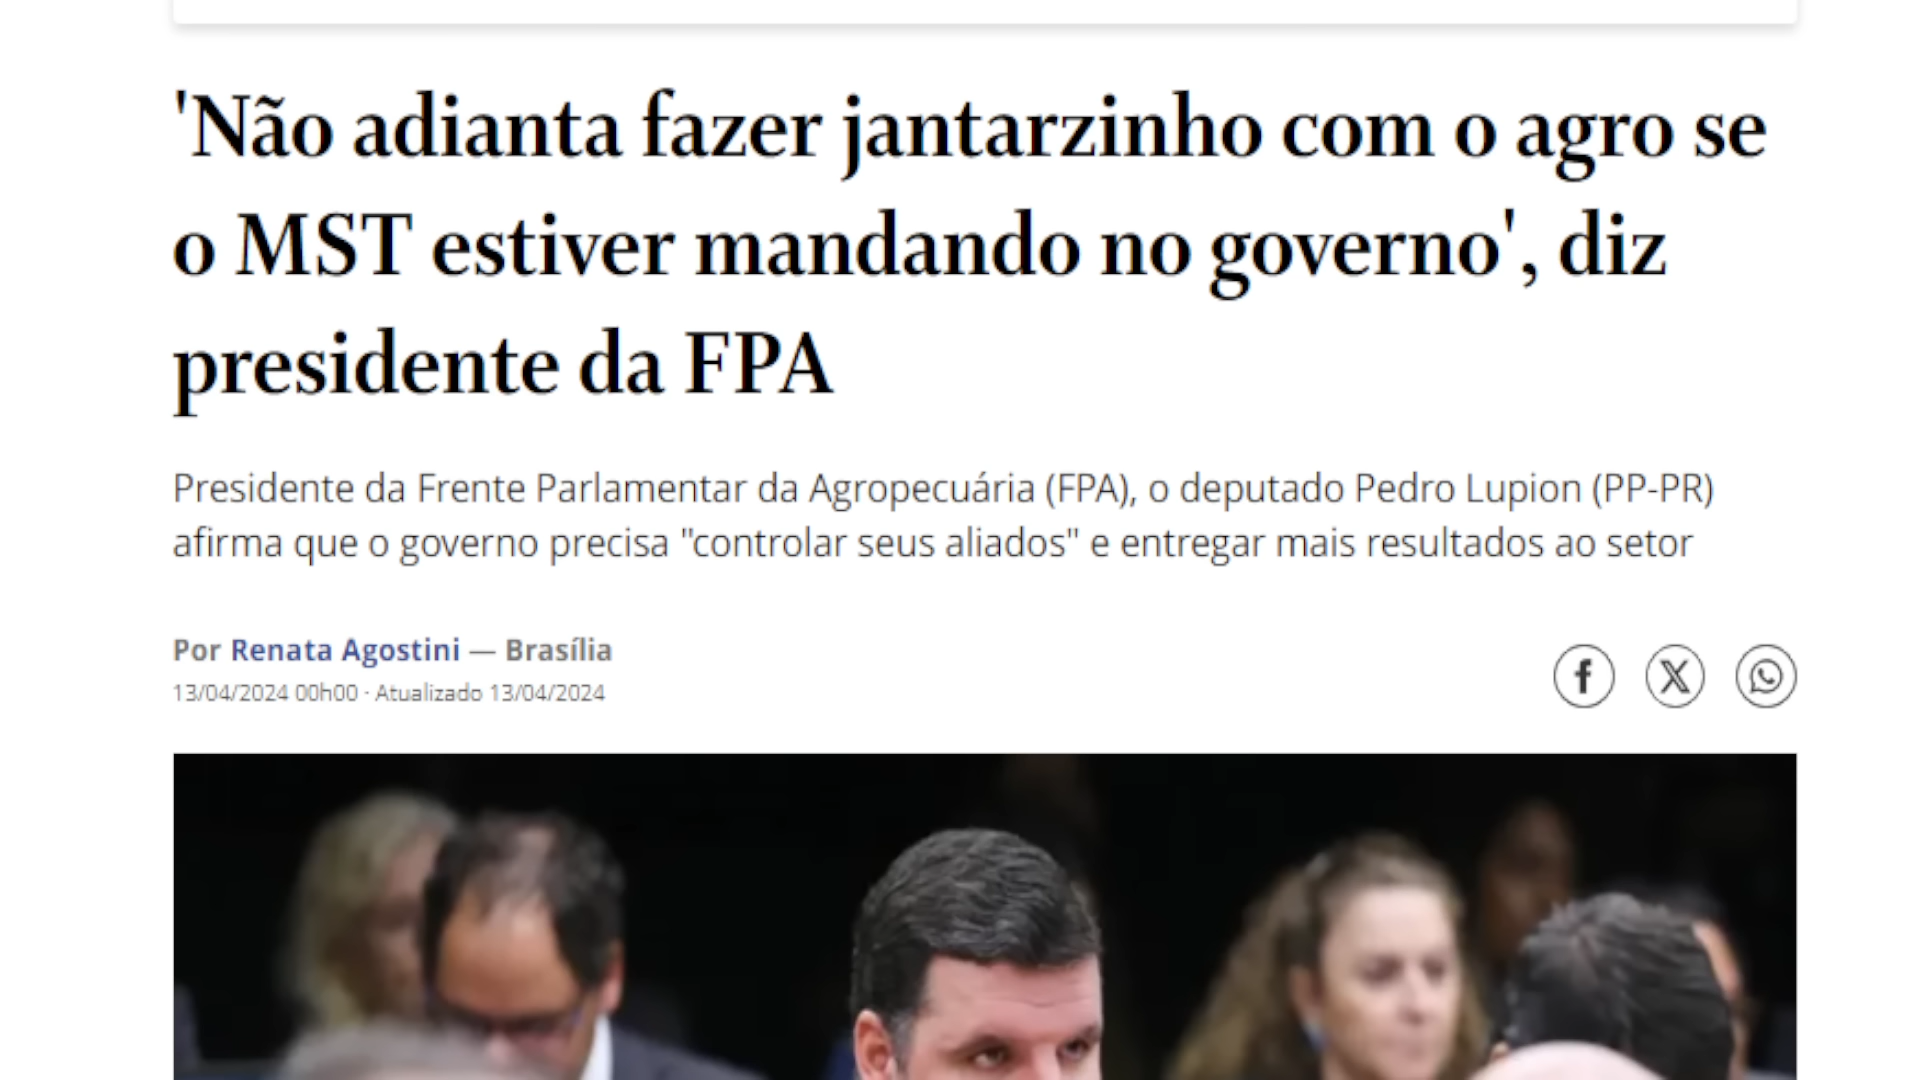 'Não adianta fazer jantarzinho com o agro se
o MST estiver mandando no governo', diz
presidente da FPA
Presidente da Frente Parlamentar da Agropecuária (FPA), o deputado Pedro Lupion (PP-PR)
afirma que o governo precisa "controlar seus aliados" e entregar mais resultados ao setor
Por Renata Agostini — Brasília
13/04/2024 00h00 · Atualizado 13/04/2024